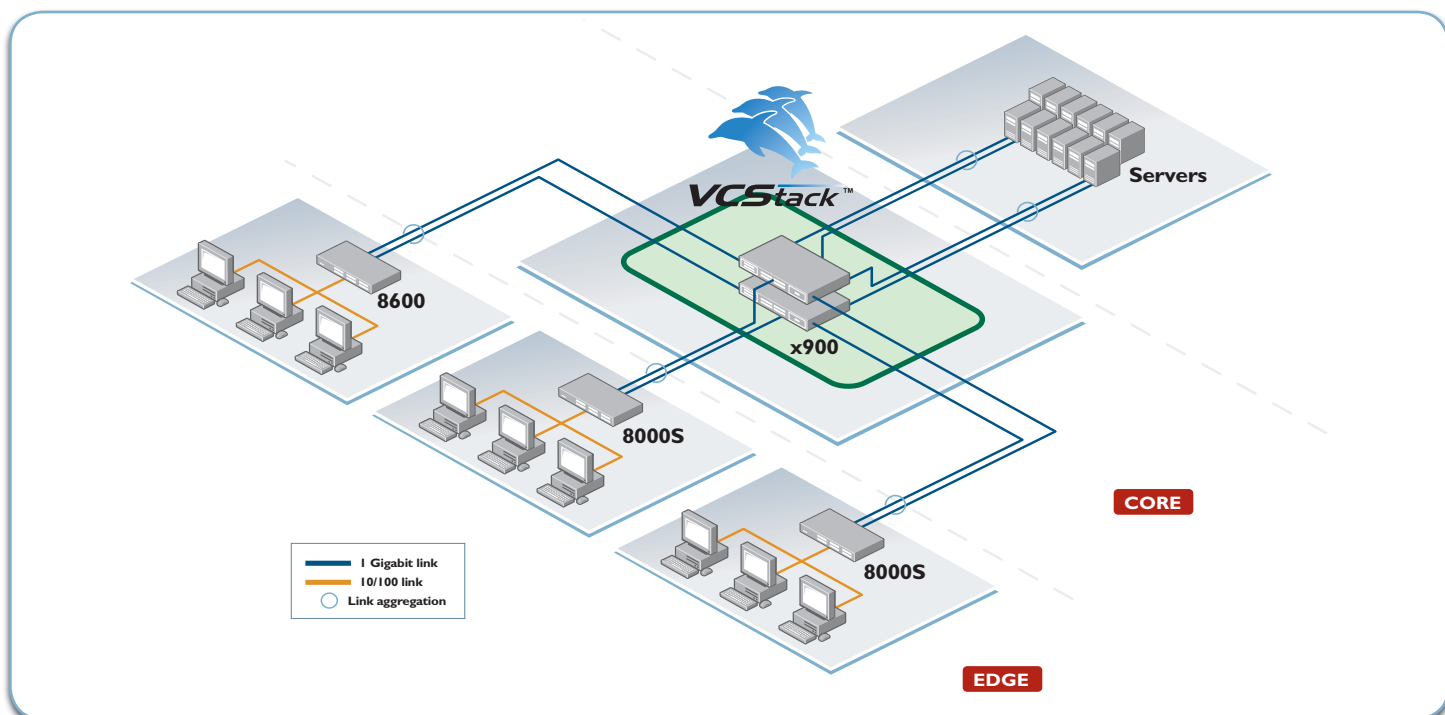 VCStack™
Servers
8600
x900
8000S
CORE
8000S
1 Gigabit link
10/100 link
Link aggregation
EDGE